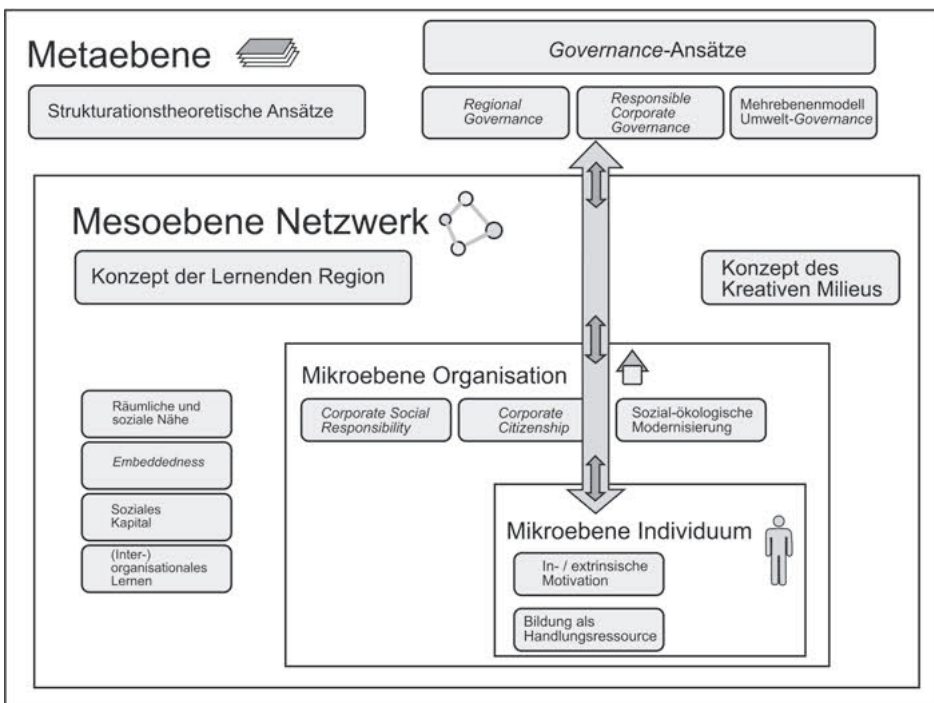 Metaebene
Governance-Ansätze
Strukturationstheoretische Ansätze
Regional
Governance
Responsible
Corporate
Governance
Mehrebenenmodell
Umwelt-Governance
Mesoebene Netzwerk
Konzept der Lernenden Region
Konzept des
Kreativen Milieus
Mikroebene Organisation
Corporate Social
Responsibility
Corporate
Citizenship
Sozial-ökologische
Modernisierung
Räumliche und
soziale Nähe
Embeddedness
Soziales
Kapital
(Inter-)
organisationales
Lernen
Mikroebene Individuum
In- / extrinsische
Motivation
Bildung als
Handlungsressource